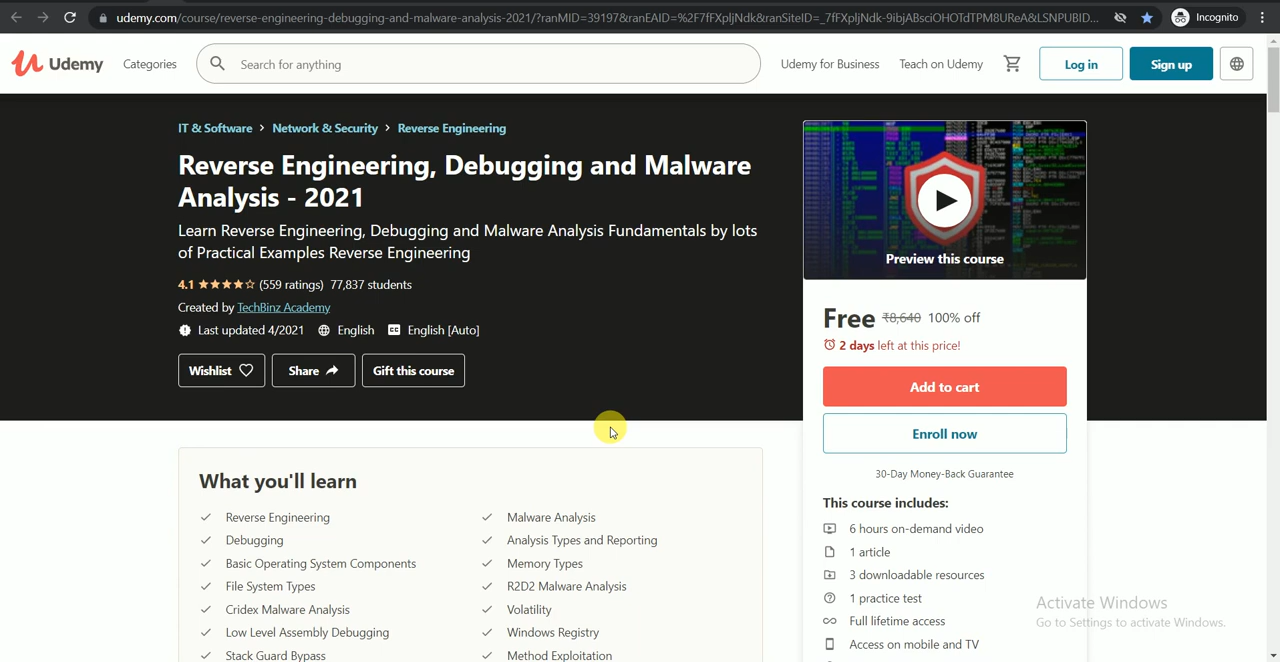 udemy.com/course/reverse-engineering-debugging-and-malware-analysis-2021/?ranMID=39197&ranEAID=%2F7fFXpljNdk&ranSiteID=_7fFXpljNdk-9ibjABsciOHOTdTPM8UReA&LSNPUBID...
Incognito
Udemy
Categories
Search for anything
Udemy for Business
Teach on Udemy
Log in
Sign up
IT & Software > Network & Security > Reverse Engineering
Reverse Engineering, Debugging and Malware
Analysis - 2021
Learn Reverse Engineering, Debugging and Malware Analysis Fundamentals by lots
of Practical Examples Reverse Engineering
4.1 (559 ratings) 77,837 students
Created by TechBinz Academy
Last updated 4/2021 English CC English [Auto]
Wishlist
Share
Gift this course
Preview this course
Free ₹8,640 100% off
2 days left at this price!
Add to cart
Enroll now
30-Day Money-Back Guarantee
This course includes:
6 hours on-demand video
1 article
3 downloadable resources
1 practice test
Full lifetime access
Access on mobile and TV
What you'll learn
Reverse Engineering
Debugging
Basic Operating System Components
File System Types
Cridex Malware Analysis
Low Level Assembly Debugging
Stack Guard Bypass
Malware Analysis
Analysis Types and Reporting
Memory Types
R2D2 Malware Analysis
Volatility
Windows Registry
Method Exploitation
Activate Windows
Go to Settings to activate Windows.